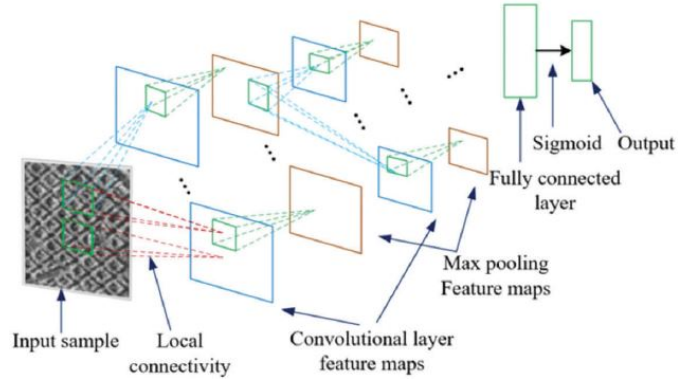 Sigmoid
Output
Fully connected
layer
Max pooling
Feature maps
Input sample
Local
connectivity
Convolutional layer
feature maps